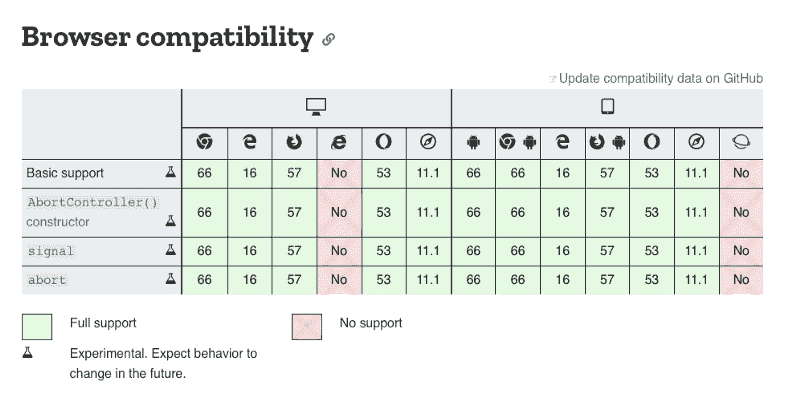 Browser compatibility
Update compatibility data on GitHub
Basic support 66 16 57 No 53 11.1 66 66 16 57 53 11.1 No
AbortController()
constructor 66 16 57 No 53 11.1 66 66 16 57 53 11.1 No
signal 66 16 57 No 53 11.1 66 66 16 57 53 11.1 No
abort 66 16 57 No 53 11.1 66 66 16 57 53 11.1 No
Full support No support
Experimental. Expect behavior to
change in the future.